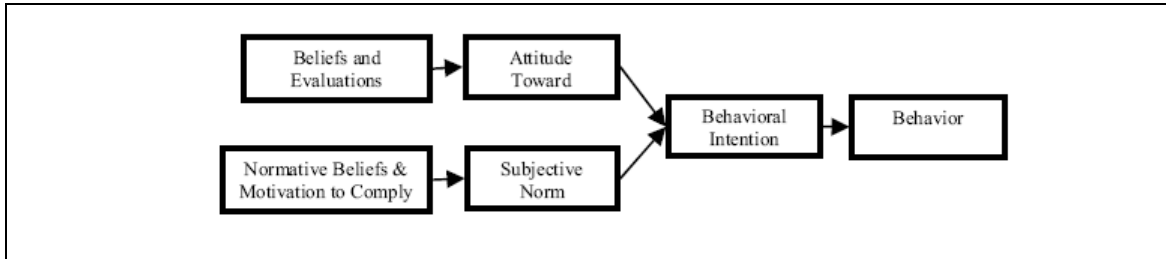 Beliefs and
Evaluations
Attitude
Toward
Normative Beliefs &
Motivation to Comply
Subjective
Norm
Behavioral
Intention
Behavior